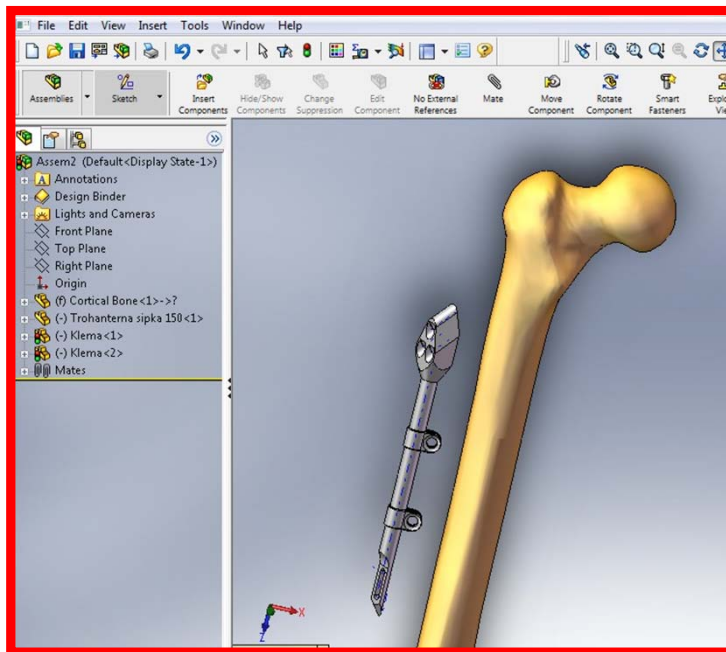 File Edit View Insert Tools Window Help
Assemblies Sketch Insert Components Hide/Show Components Change Suppression Edit Component No External References Mate Move Component Rotate Component Smart Fasteners
Assem2 (Default<Display State-1>)
Annotations
Design Binder
Lights and Cameras
Front Plane
Top Plane
Right Plane
Origin
(f) Cortical Bone<1>->?
(-) Trohanterna sipka 150<1>
(-) Klema<1>
(-) Klema<2>
Mates
X
Z